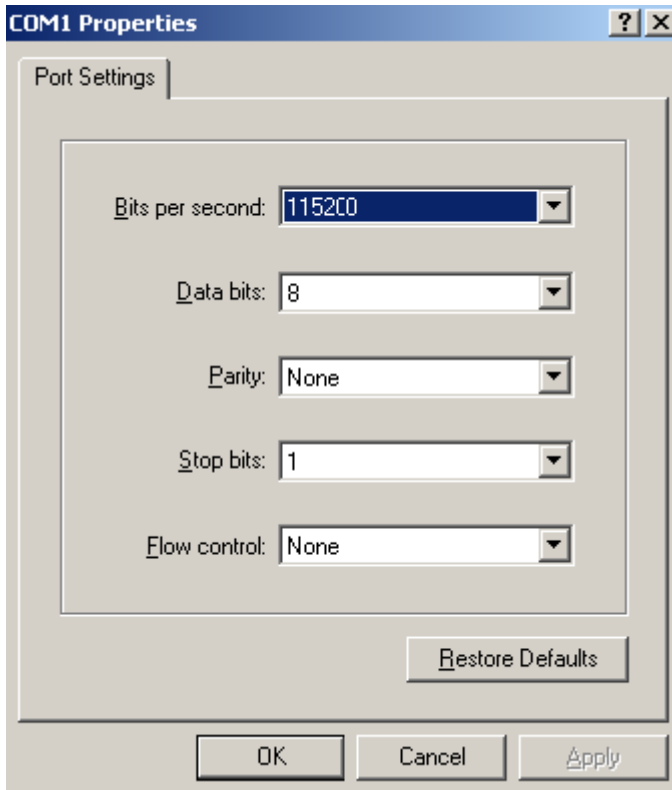 COM1 Properties
Port Settings
Bits per second: 115200
Data bits: 8
Parity: None
Stop bits: 1
Flow control: None
Restore Defaults
OK Cancel Apply